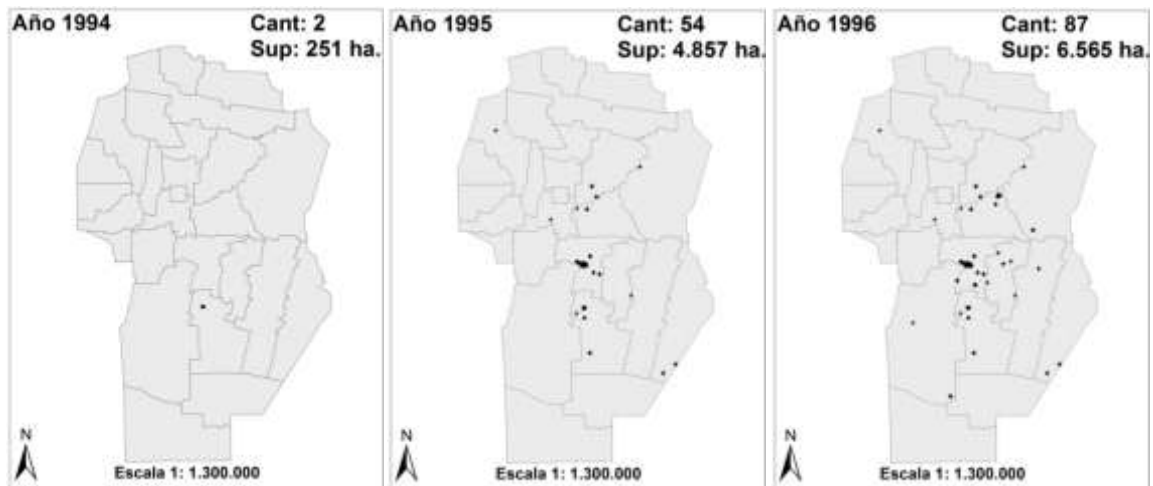 Año 1994
Cant: 2
Sup: 251 ha.
N
Escala 1: 1.300.000
Año 1995
Cant: 54
Sup: 4.857 ha.
N
Escala 1: 1.300.000
Año 1996
Cant: 87
Sup: 6.565 ha.
N
Escala 1: 1.300.000